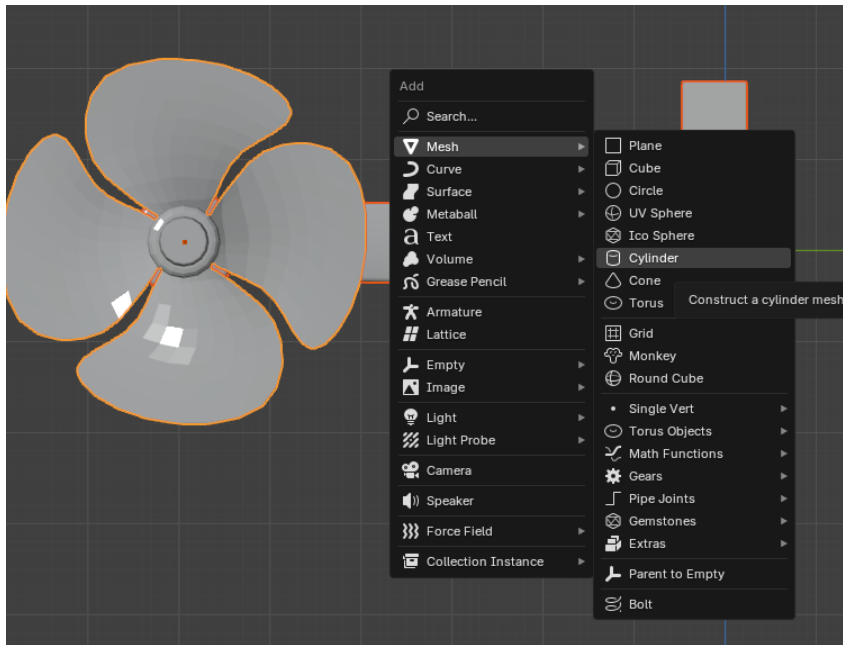 Add
Search...
Mesh
Curve
Surface
Metaball
Text
Volume
Grease Pencil
Armature
Lattice
Empty
Image
Light
Light Probe
Camera
Speaker
Force Field
Collection Instance
Plane
Cube
Circle
UV Sphere
Ico Sphere
Cylinder
Cone
Torus
Construct a cylinder mesh
Grid
Monkey
Round Cube
Single Vert
Torus Objects
Math Functions
Gears
Pipe Joints
Gemstones
Extras
Parent to Empty
Bolt